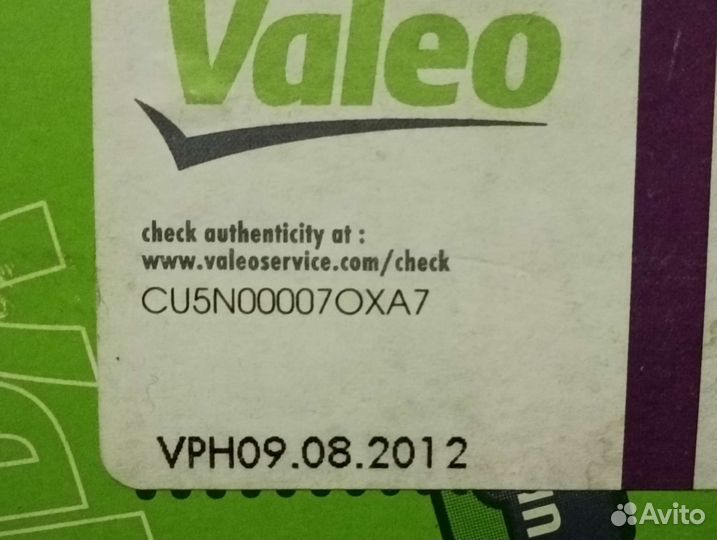 Valeo
check authenticity at :
www.valeoservice.com/check
CU5N00007OXA7
VPH09.08.2012
Avito